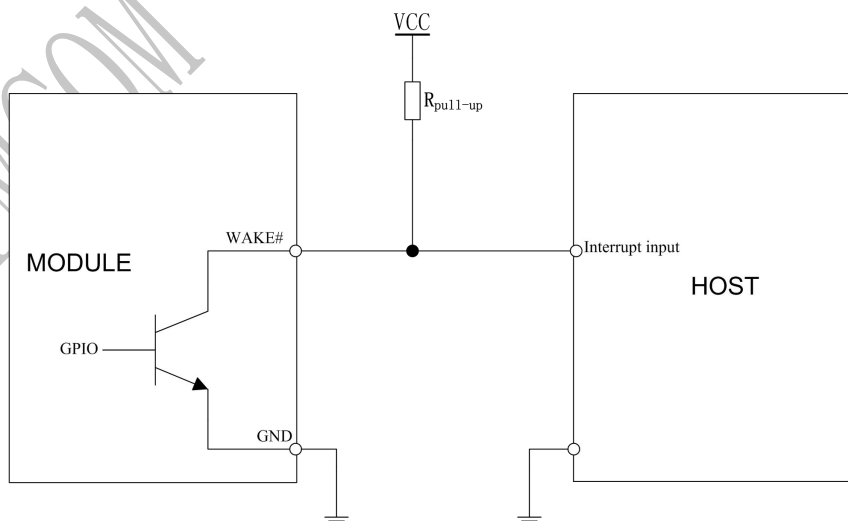 VCC
Rpull-up
WAKE#
Interrupt input
MODULE
HOST
GPIO
GND